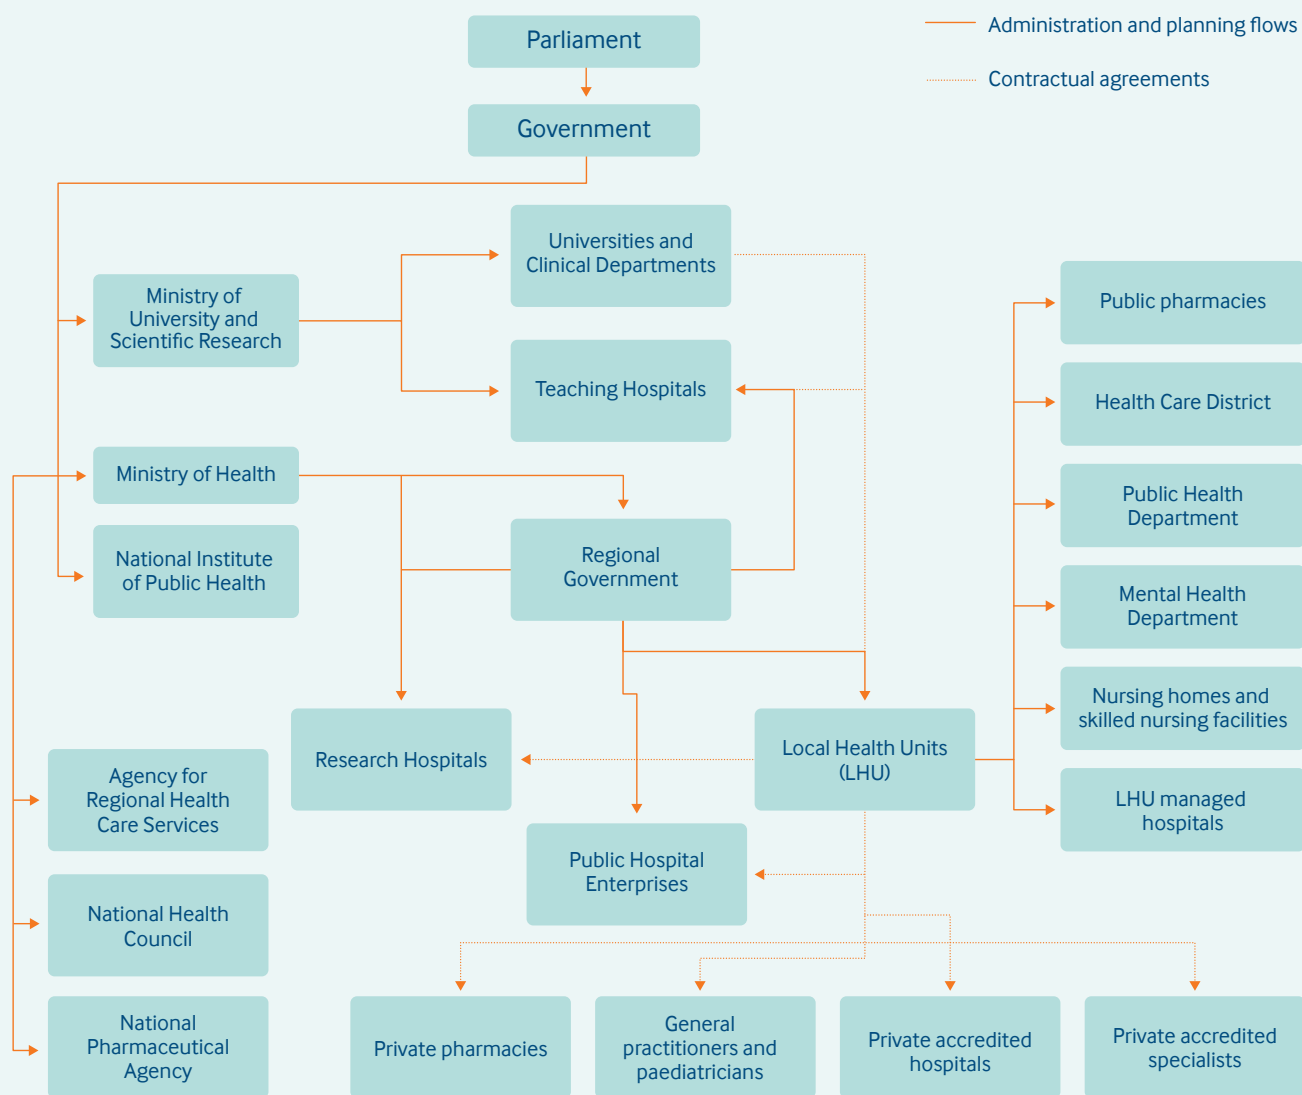 Parliament
Administration and planning flows
Contractual agreements
Government
Universities and
Clinical Departments
Ministry of
University and
Scientific Research
Public pharmacies
Teaching Hospitals
Health Care District
Ministry of Health
Public Health
Department
National Institute
of Public Health
Regional
Government
Mental Health
Department
Nursing homes and
skilled nursing facilities
Research Hospitals
Local Health Units
(LHU)
Agency for
Regional Health
Care Services
LHU managed
hospitals
Public Hospital
Enterprises
National Health
Council
National
Pharmaceutical
Agency
Private pharmacies
General
practitioners and
paediatricians
Private accredited
hospitals
Private accredited
specialists